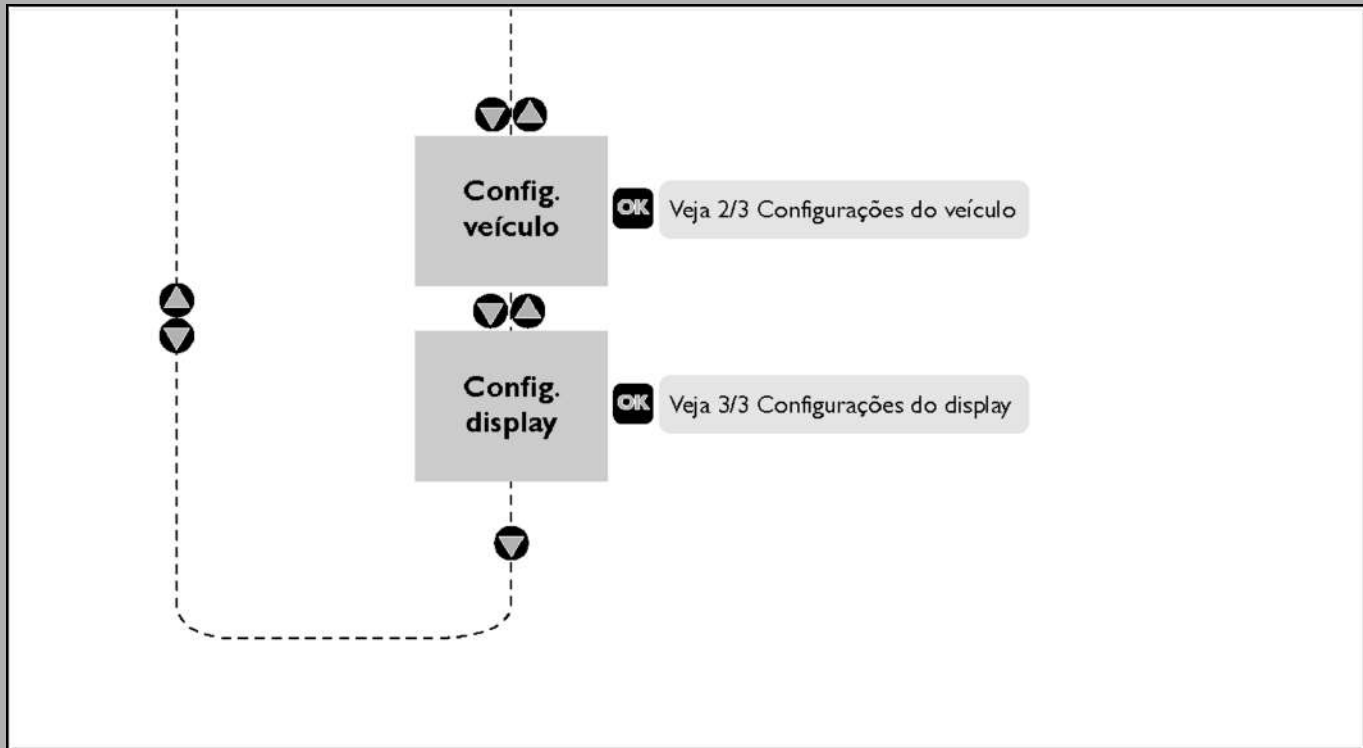 Config.
veículo
OK Veja 2/3 Configurações do veículo
Config.
display
OK Veja 3/3 Configurações do display